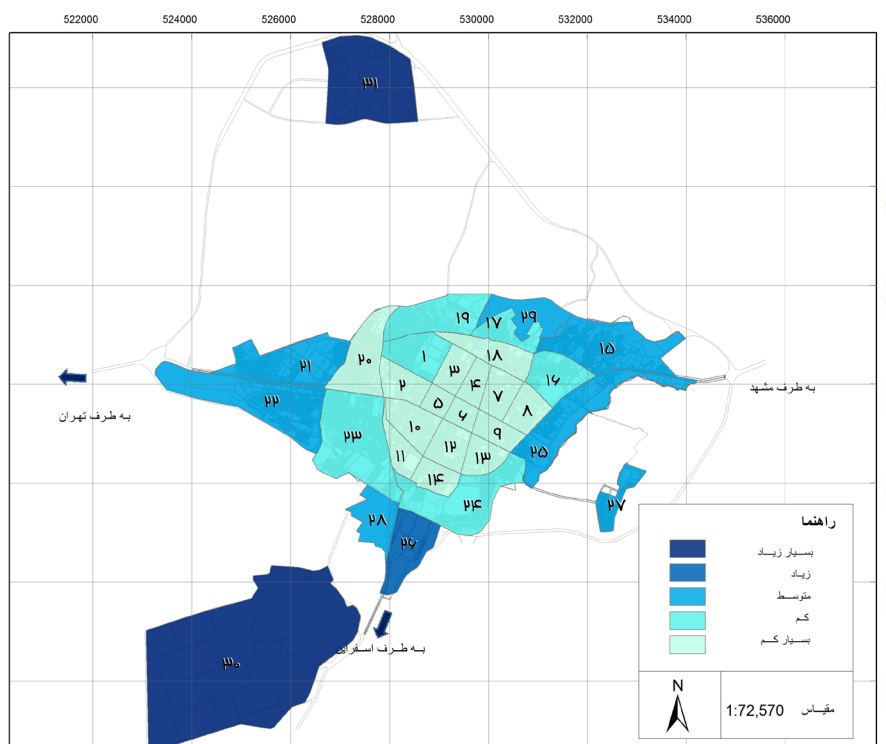 522000 524000 526000 528000 530000 532000 534000 536000
۳۱
۱۹ ۱۷ ۲۹
۱۵
۲۱ ۲۰ ۱ ۱۸
۳ ۴ ۱۶
۲۲ ۲ ۵ ۶ ۷ ۸
به طرف مشهد
به طرف تهران
۲۳ ۱۰ ۹
۱۱ ۱۲ ۱۳ ۲۵
۱۴
۲۴ ۲۷
۲۸ ۲۶
راهنما
بسیار زیاد
زیاد
متوسط
کم
بسیار کم
به طرف اسفراین
۳۰
N
مقیاس 1:72,570